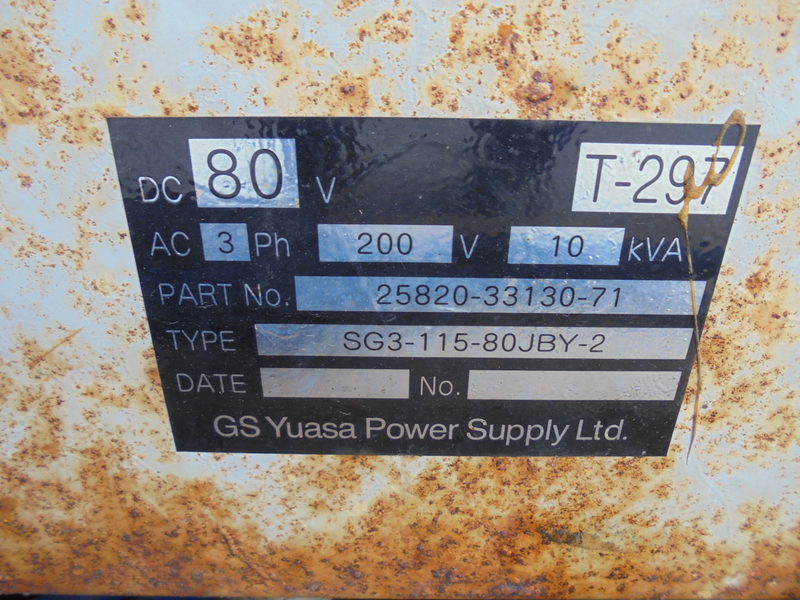 DC 80 V T-297
AC 3 Ph 200 V 10 kVA
PART No. 25820-33130-71
TYPE SG3-115-80JBY-2
DATE No.
GS Yuasa Power Supply Ltd.